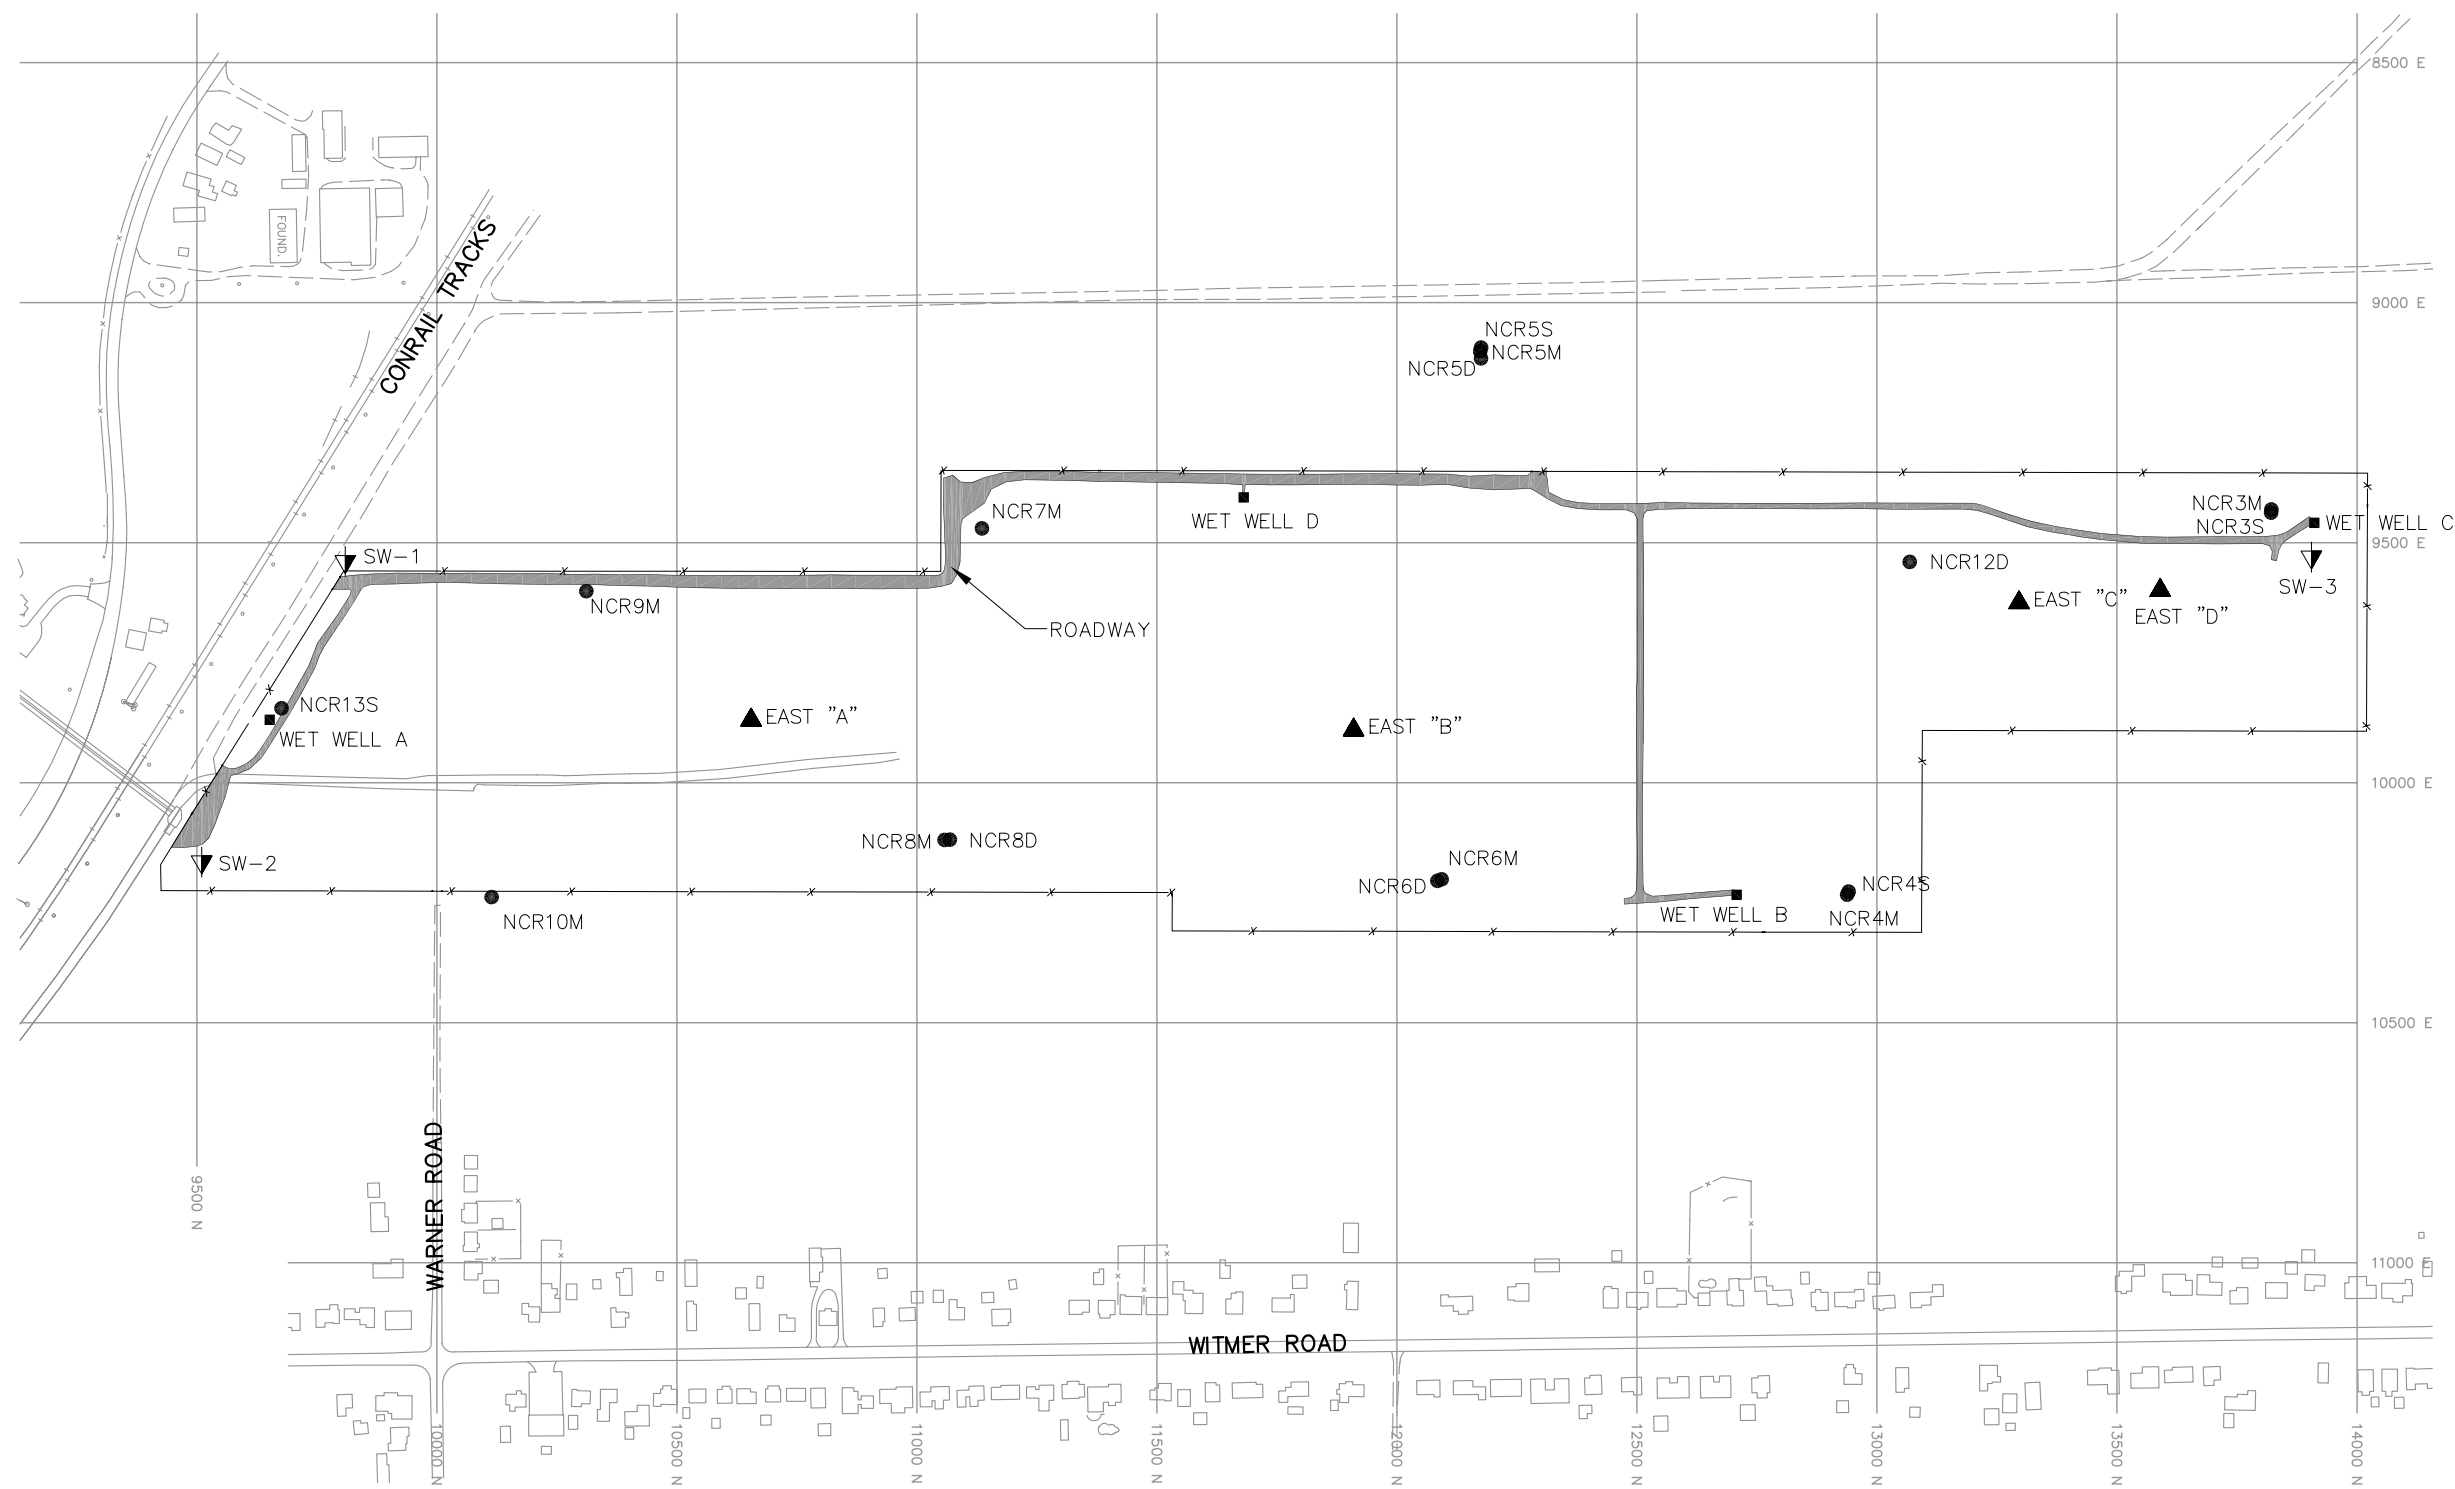 8500 E
FOUND.
CONRAIL TRACKS
9000 E
NCR5S
NCR5M
NCR5D
NCR3M
NCR7M
WET WELL D
NCR3S
WET WELL C
9500 E
SW-1
NCR12D
SW-3
EAST "C"
NCR9M
EAST "D"
ROADWAY
NCR13S
EAST "A"
EAST "B"
WET WELL A
10000 E
NCR8M
NCR8D
NCR6M
SW-2
NCR6D
NCR4S
WET WELL B
NCR4M
NCR10M
10500 E
WARNER ROAD
9500 N
11000 E
WITMER ROAD
10000 N
10500 N
11000 N
11500 N
12000 N
12500 N
13000 N
13500 N
14000 N